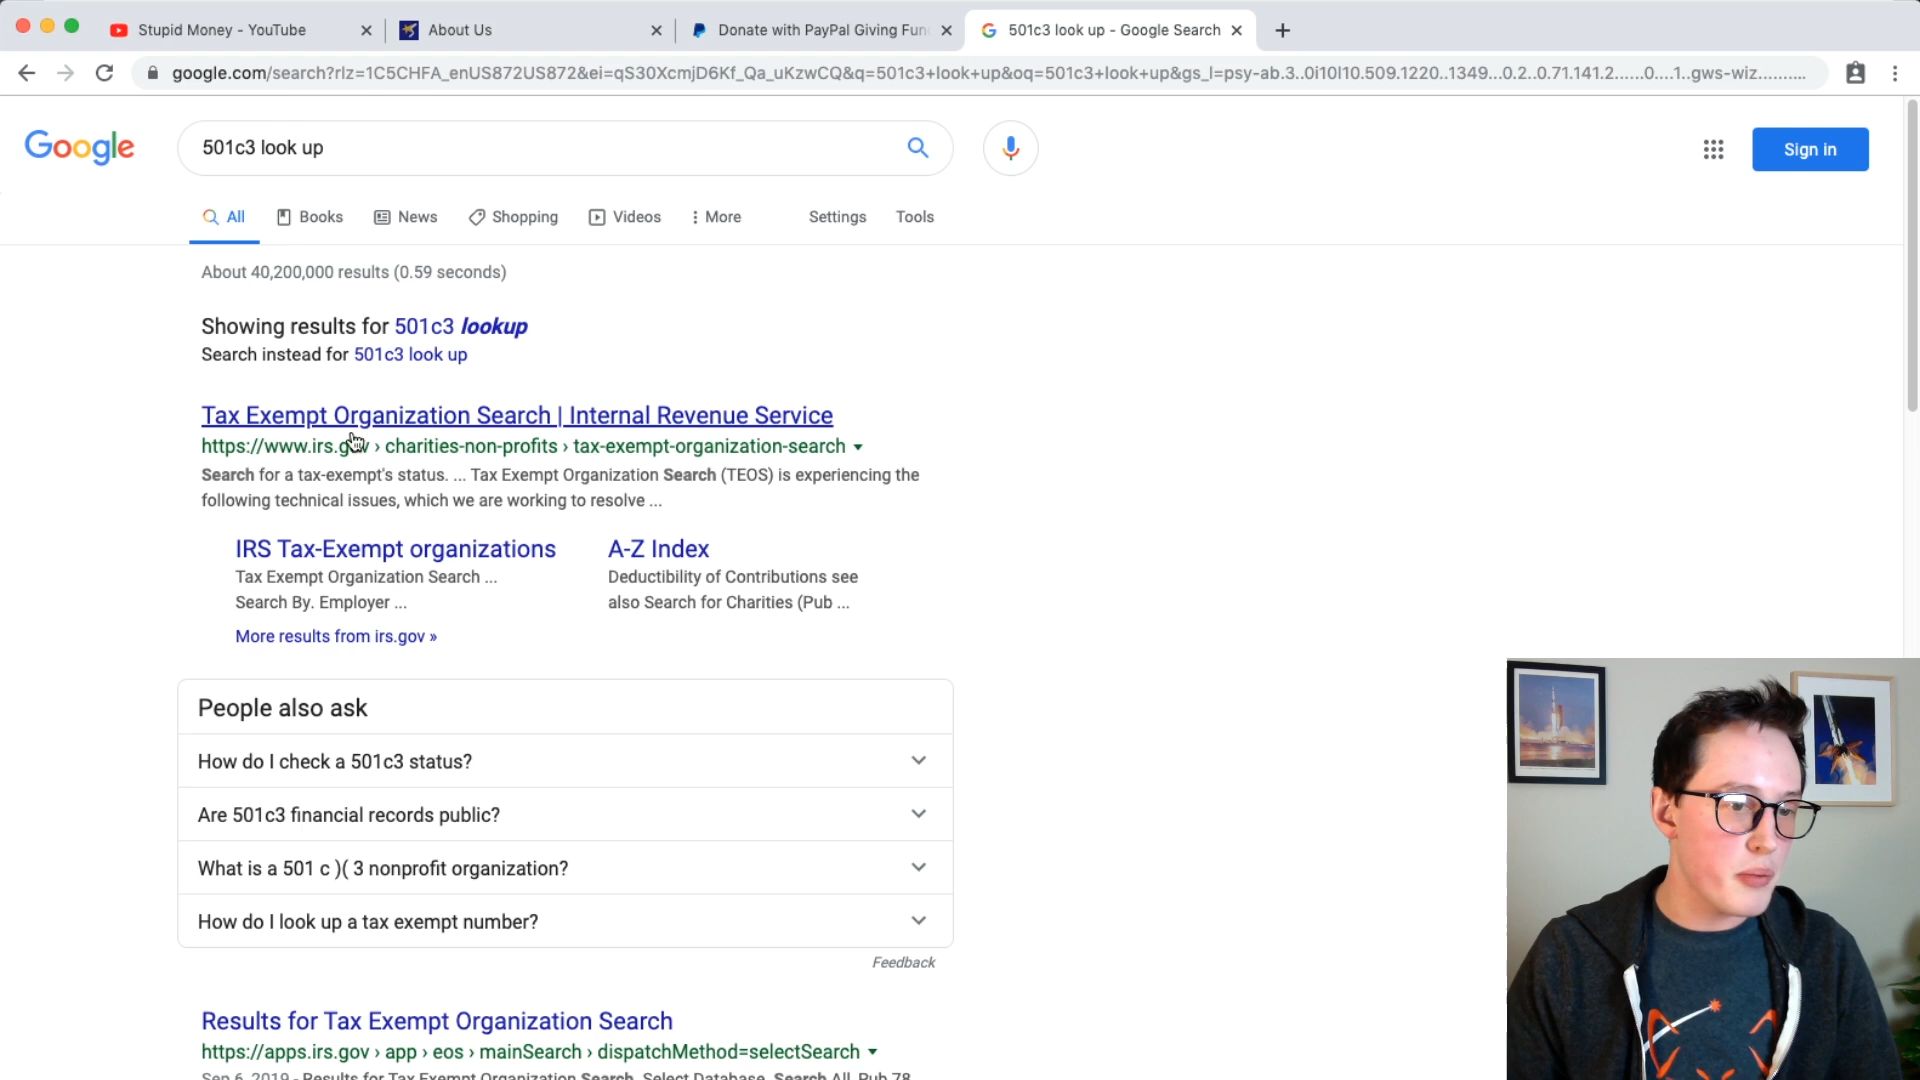 Stupid Money - YouTube
About Us
Donate with PayPal Giving Fun
501c3 look up - Google Search
google.com/search?rlz=1C5CHFA_enUS872US872&ei=qS30XcmjD6Kf_Qa_uKzwCQ&q=501c3+look+up&oq=501c3+look+up&gs_l=psy-ab.3..0i10l10.509.1220..1349...0.2..0.71.141.2......0....1..gws-wiz..........
Google
501c3 look up
Sign in
All
Books
News
Shopping
Videos
More
Settings
Tools
About 40,200,000 results (0.59 seconds)
Showing results for 501c3 lookup
Search instead for 501c3 look up
Tax Exempt Organization Search | Internal Revenue Service
https://www.irs.gov › charities-non-profits › tax-exempt-organization-search
Search for a tax-exempt's status. ... Tax Exempt Organization Search (TEOS) is experiencing the
following technical issues, which we are working to resolve ...
IRS Tax-Exempt organizations
Tax Exempt Organization Search ...
Search By. Employer ...
A-Z Index
Deductibility of Contributions see
also Search for Charities (Pub ...
More results from irs.gov »
People also ask
How do I check a 501c3 status?
Are 501c3 financial records public?
What is a 501 c )( 3 nonprofit organization?
How do I look up a tax exempt number?
Feedback
Results for Tax Exempt Organization Search
https://apps.irs.gov › app › eos › mainSearch › dispatchMethod=selectSearch
Sep 6, 2019 - Results for Tax Exempt Organization Search. Select Database. Search All. Pub 78